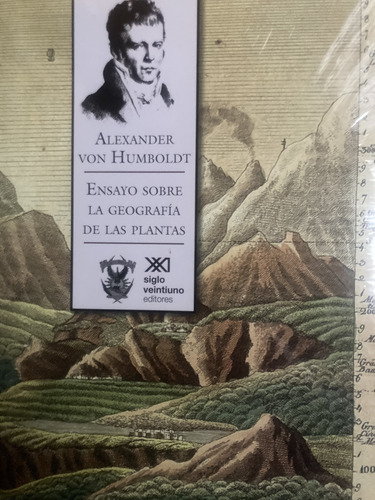 ALEXANDER
VON HUMBOLDT
ENSAYO SOBRE
LA GEOGRAFÍA
DE LAS PLANTAS
siglo
veintiuno
editores